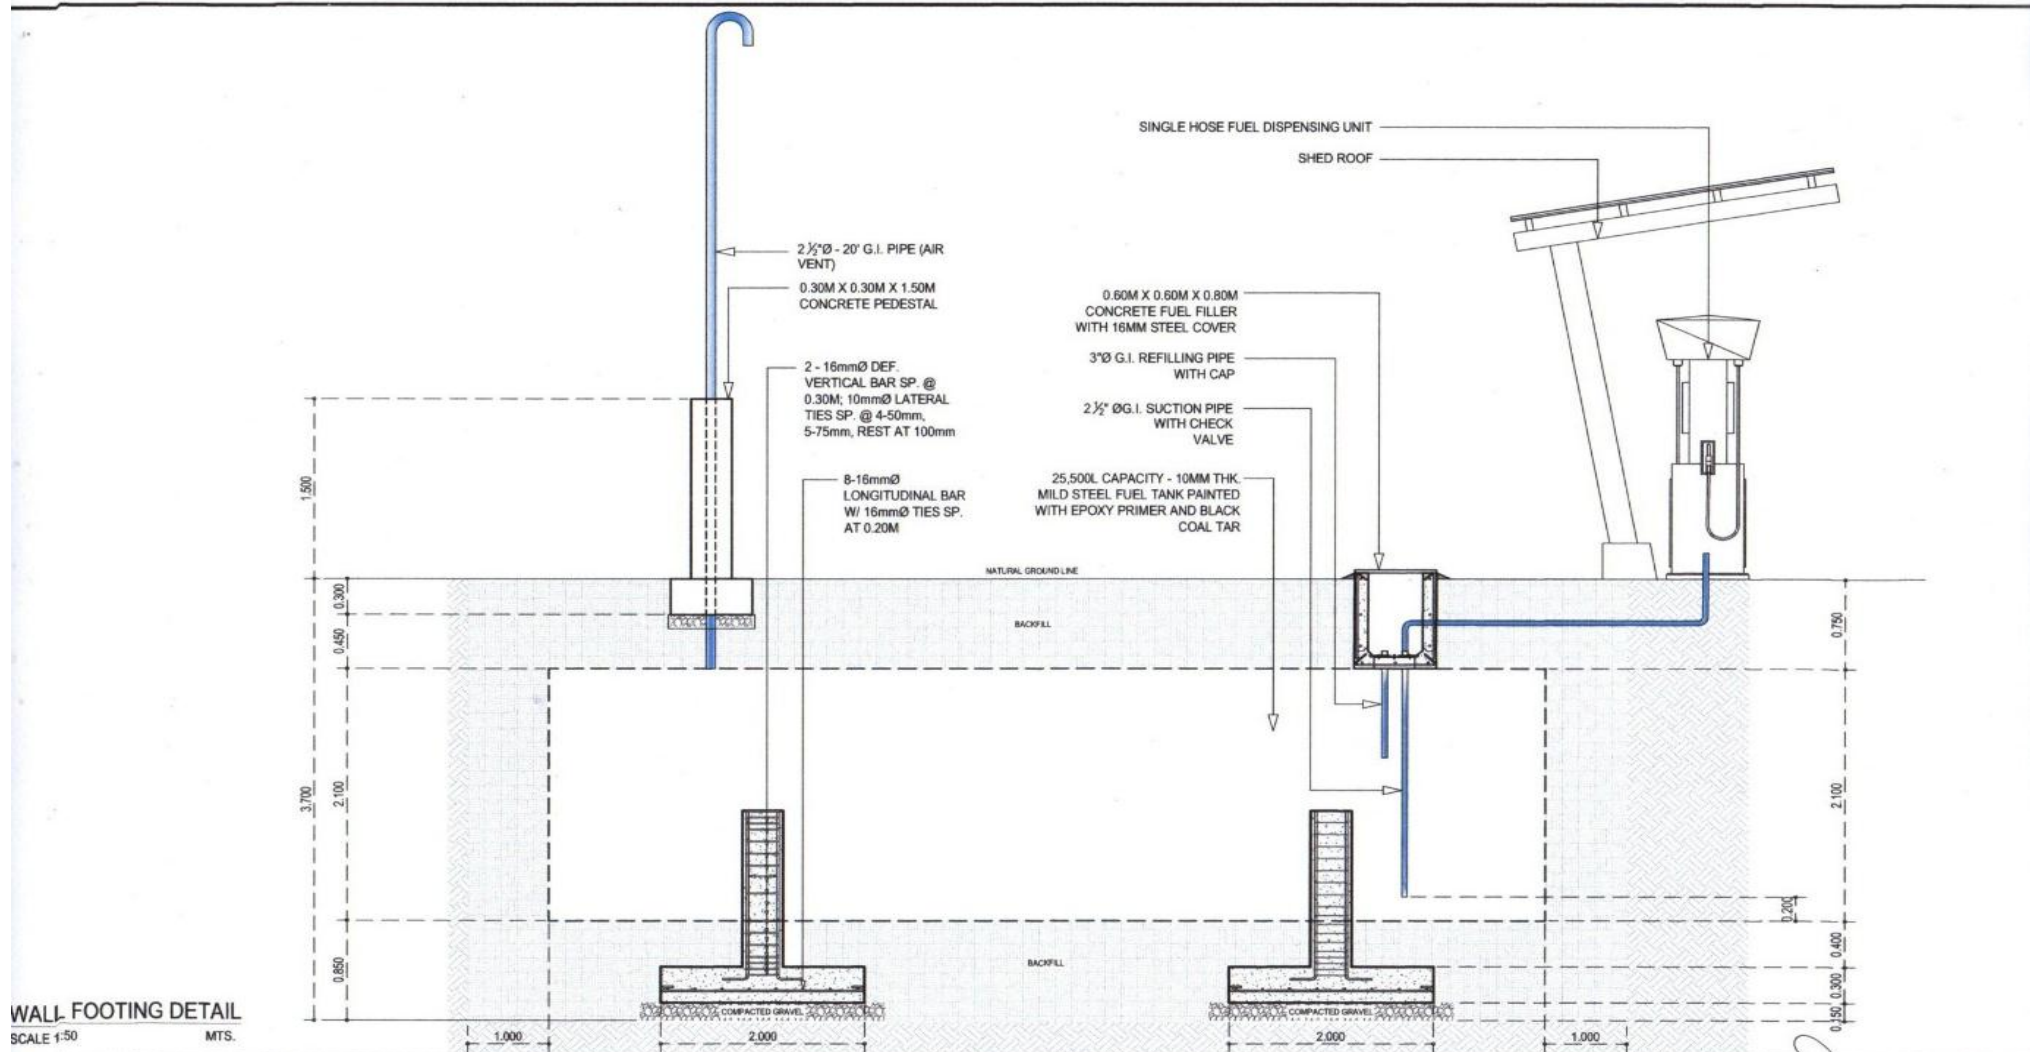 SINGLE HOSE FUEL DISPENSING UNIT
SHED ROOF
2 ½"Ø - 20' G.I. PIPE (AIR
VENT)
0.30M X 0.30M X 1.50M
CONCRETE PEDESTAL
0.60M X 0.60M X 0.80M
CONCRETE FUEL FILLER
WITH 16MM STEEL COVER
3"Ø G.I. REFILLING PIPE
WITH CAP
2 - 16mmØ DEF.
VERTICAL BAR SP. @
0.30M; 10mmØ LATERAL
TIES SP. @ 4-50mm,
5-75mm, REST AT 100mm
2 ½" ØG.I. SUCTION PIPE
WITH CHECK
VALVE
8-16mmØ
LONGITUDINAL BAR
W/ 16mmØ TIES SP.
AT 0.20M
25,500L CAPACITY - 10MM THK.
MILD STEEL FUEL TANK PAINTED
WITH EPOXY PRIMER AND BLACK
COAL TAR
1.500
NATURAL GROUND LINE
0.300
0.450
BACKFILL
0.750
3.700
2.100
2.100
0.200
0.850
BACKFILL
0.400
0.300
0.150
COMPACTED GRAVEL
COMPACTED GRAVEL
1.000
2.000
2.000
1.000
WALL FOOTING DETAIL
SCALE 1:50
MTS.